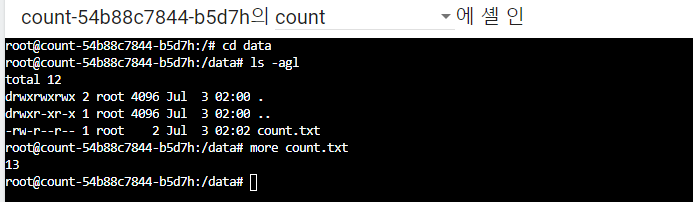 count-54b88c7844-b5d7h의 count 에 셸 인
root@count-54b88c7844-b5d7h:/# cd data
root@count-54b88c7844-b5d7h:/data# ls -agl
total 12
drwxrwxrwx 2 root 4096 Jul  3 02:00 .
drwxr-xr-x 1 root 4096 Jul  3 02:00 ..
-rw-r--r-- 1 root    2 Jul  3 02:02 count.txt
root@count-54b88c7844-b5d7h:/data# more count.txt
13
root@count-54b88c7844-b5d7h:/data#